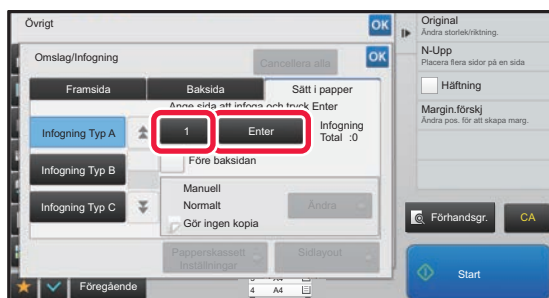 Övrigt
OK
Omslag/Infogning
Cancellera alla
OK
Framsida
Baksida
Sätt i papper
Ange sida att infoga och tryck Enter
Infogning Typ A
1
Enter
Infogning
Total :0
Före baksidan
Infogning Typ B
Manuell
Normalt
Gör ingen kopia
Ändra
Infogning Typ C
Papperskassett
Inställningar
Sidlayout
Föregående
4 A4
Original
Ändra storlek/riktning.
N-Upp
Placera flera sidor på en sida
Häftning
Margin.förskj
Ändra pos. för att skapa marg.
Förhandsgr.
CA
Start